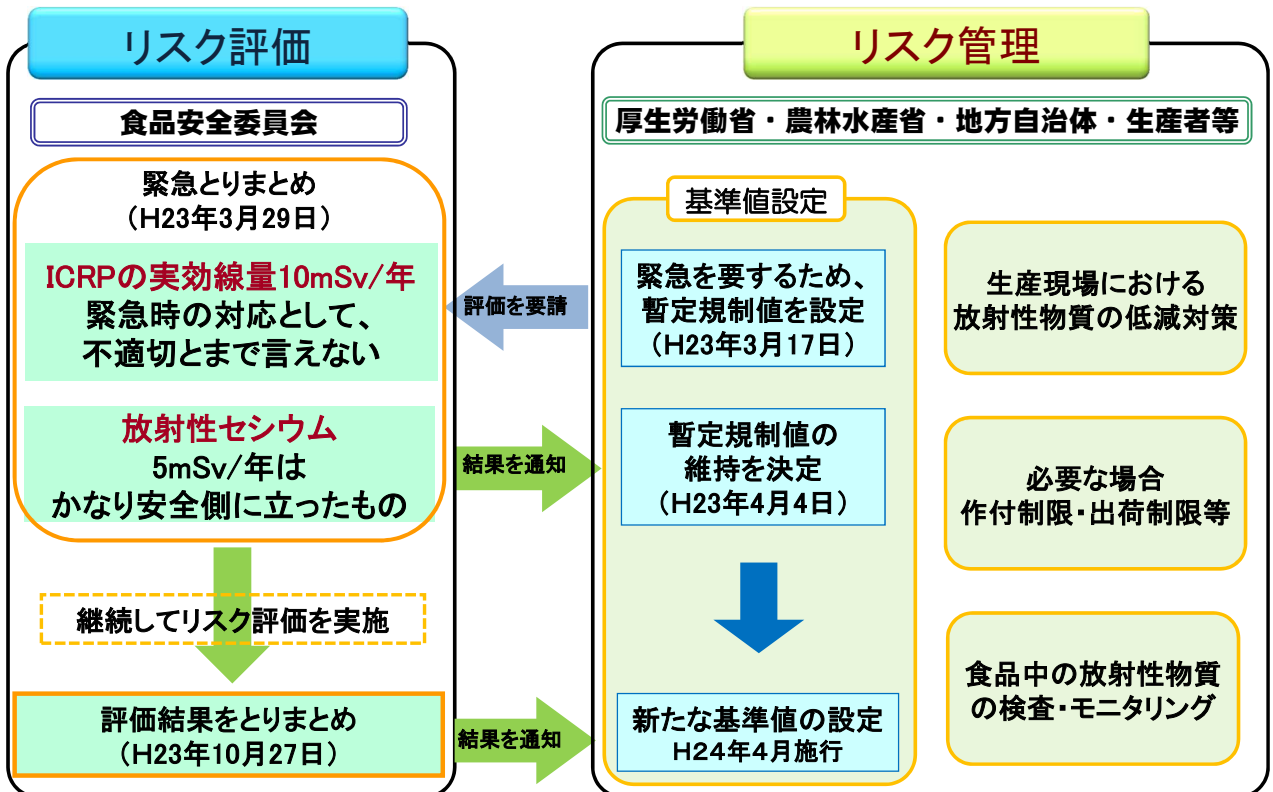 リスク評価
食品安全委員会
緊急とりまとめ
(H23年3月29日)
ICRPの実効線量10mSv/年
緊急時の対応として、
不適切とまで言えない
放射性セシウム
5mSv/年は
かなり安全側に立ったもの
継続してリスク評価を実施
評価結果をとりまとめ
(H23年10月27日)
評価を要請
結果を通知
結果を通知
リスク管理
厚生労働省・農林水産省・地方自治体・生産者等
基準値設定
緊急を要するため、
暫定規制値を設定
(H23年3月17日)
暫定規制値の
維持を決定
(H23年4月4日)
新たな基準値の設定
H24年4月施行
生産現場における
放射性物質の低減対策
必要な場合
作付制限・出荷制限等
食品中の放射性物質
の検査・モニタリング